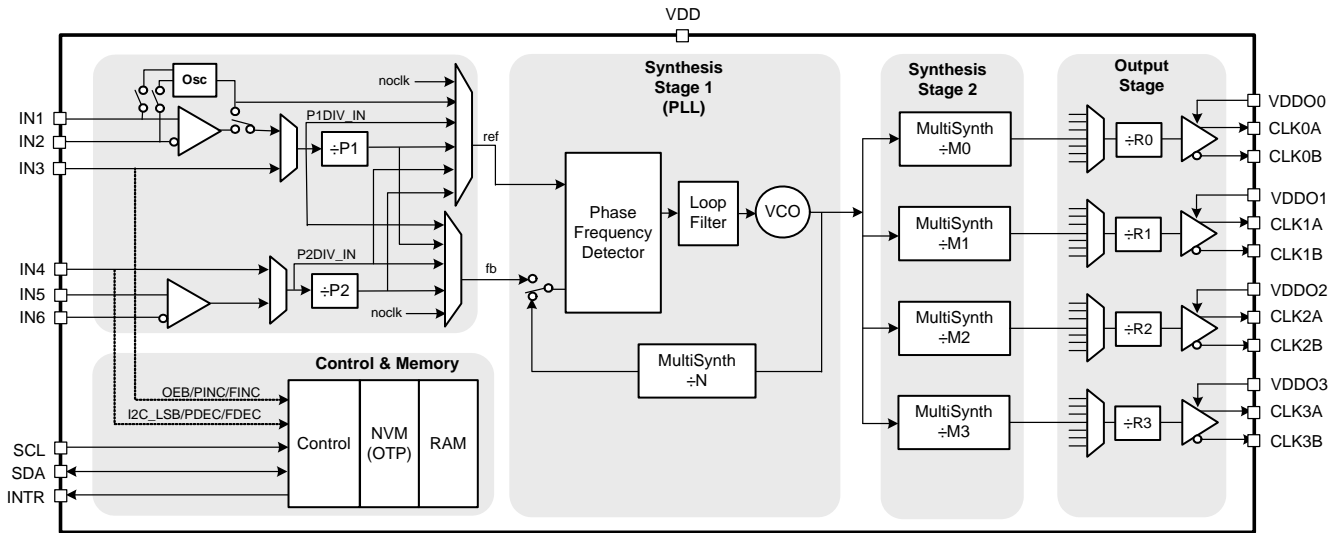 VDD
Osc
noclk
P1DIV_IN
÷P1
ref
IN1
IN2
IN3
IN4
IN5
IN6
P2DIV_IN
÷P2
noclk
fb
Synthesis
Stage 1
(PLL)
Phase
Frequency
Detector
Loop
Filter
VCO
MultiSynth
÷N
Synthesis
Stage 2
MultiSynth
÷M0
MultiSynth
÷M1
MultiSynth
÷M2
MultiSynth
÷M3
Output
Stage
÷R0
÷R1
÷R2
÷R3
VDDO0
CLK0A
CLK0B
VDDO1
CLK1A
CLK1B
VDDO2
CLK2A
CLK2B
VDDO3
CLK3A
CLK3B
Control & Memory
OEB/PINC/FINC
I2C_LSB/PDEC/FDEC
Control
NVM
(OTP)
RAM
SCL
SDA
INTR